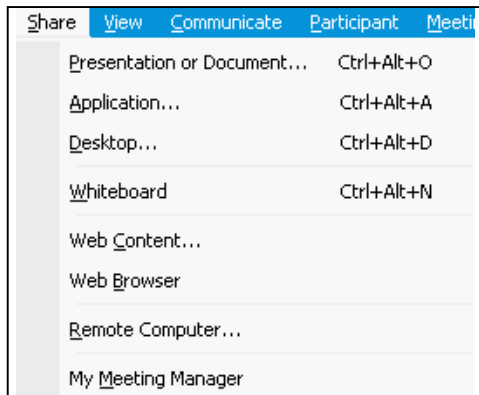 Share View Communicate Participant Meeti
Presentation or Document... Ctrl+Alt+O
Application... Ctrl+Alt+A
Desktop... Ctrl+Alt+D
Whiteboard Ctrl+Alt+N
Web Content...
Web Browser
Remote Computer...
My Meeting Manager